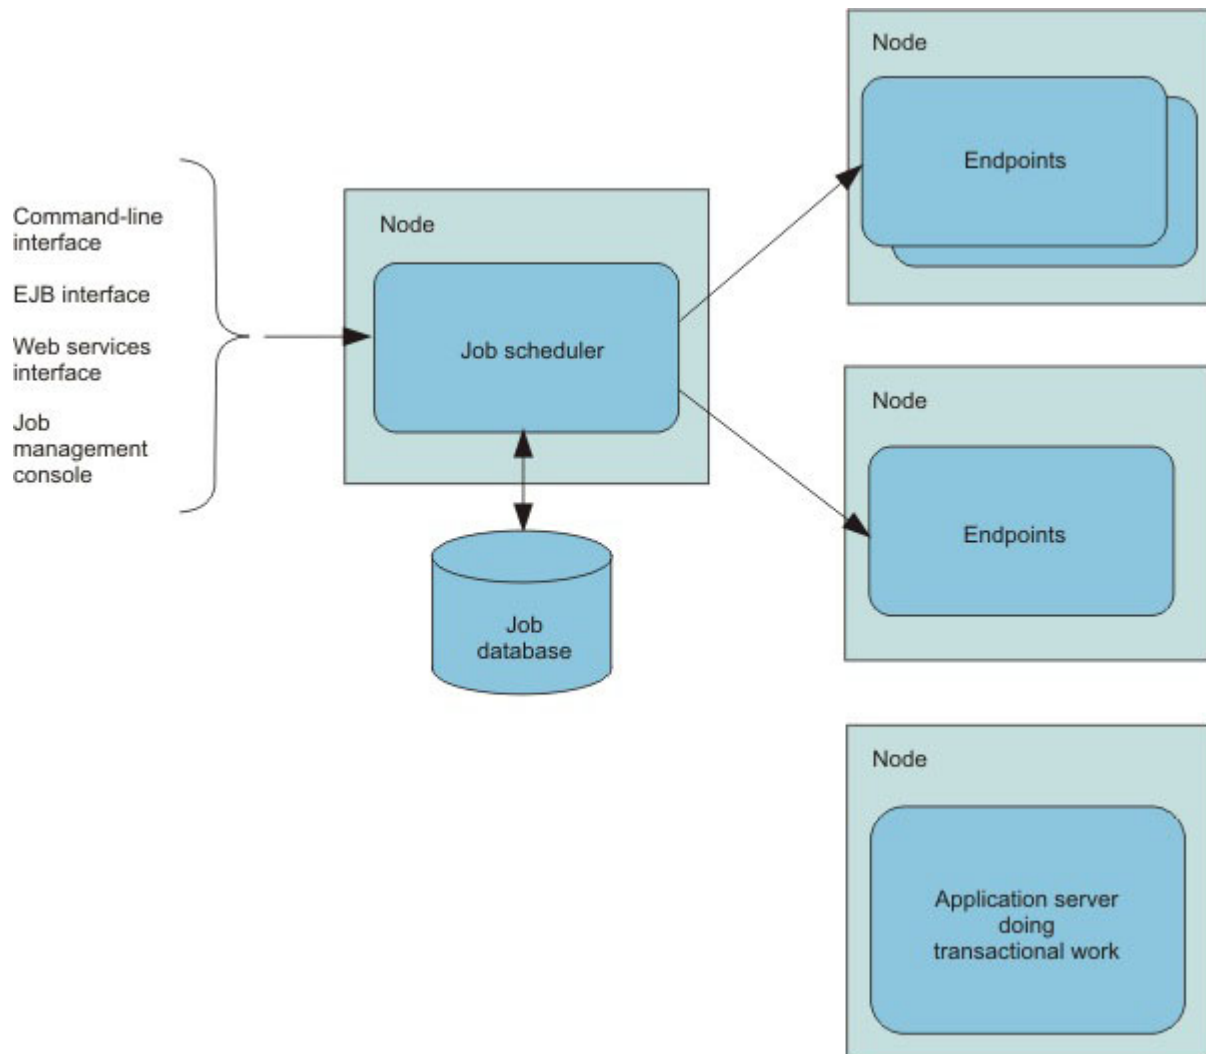 Command-line
interface
EJB interface
Web services
interface
Job
management
console
Node
Job scheduler
Job
database
Node
Endpoints
Node
Endpoints
Node
Application server
doing
transactional work